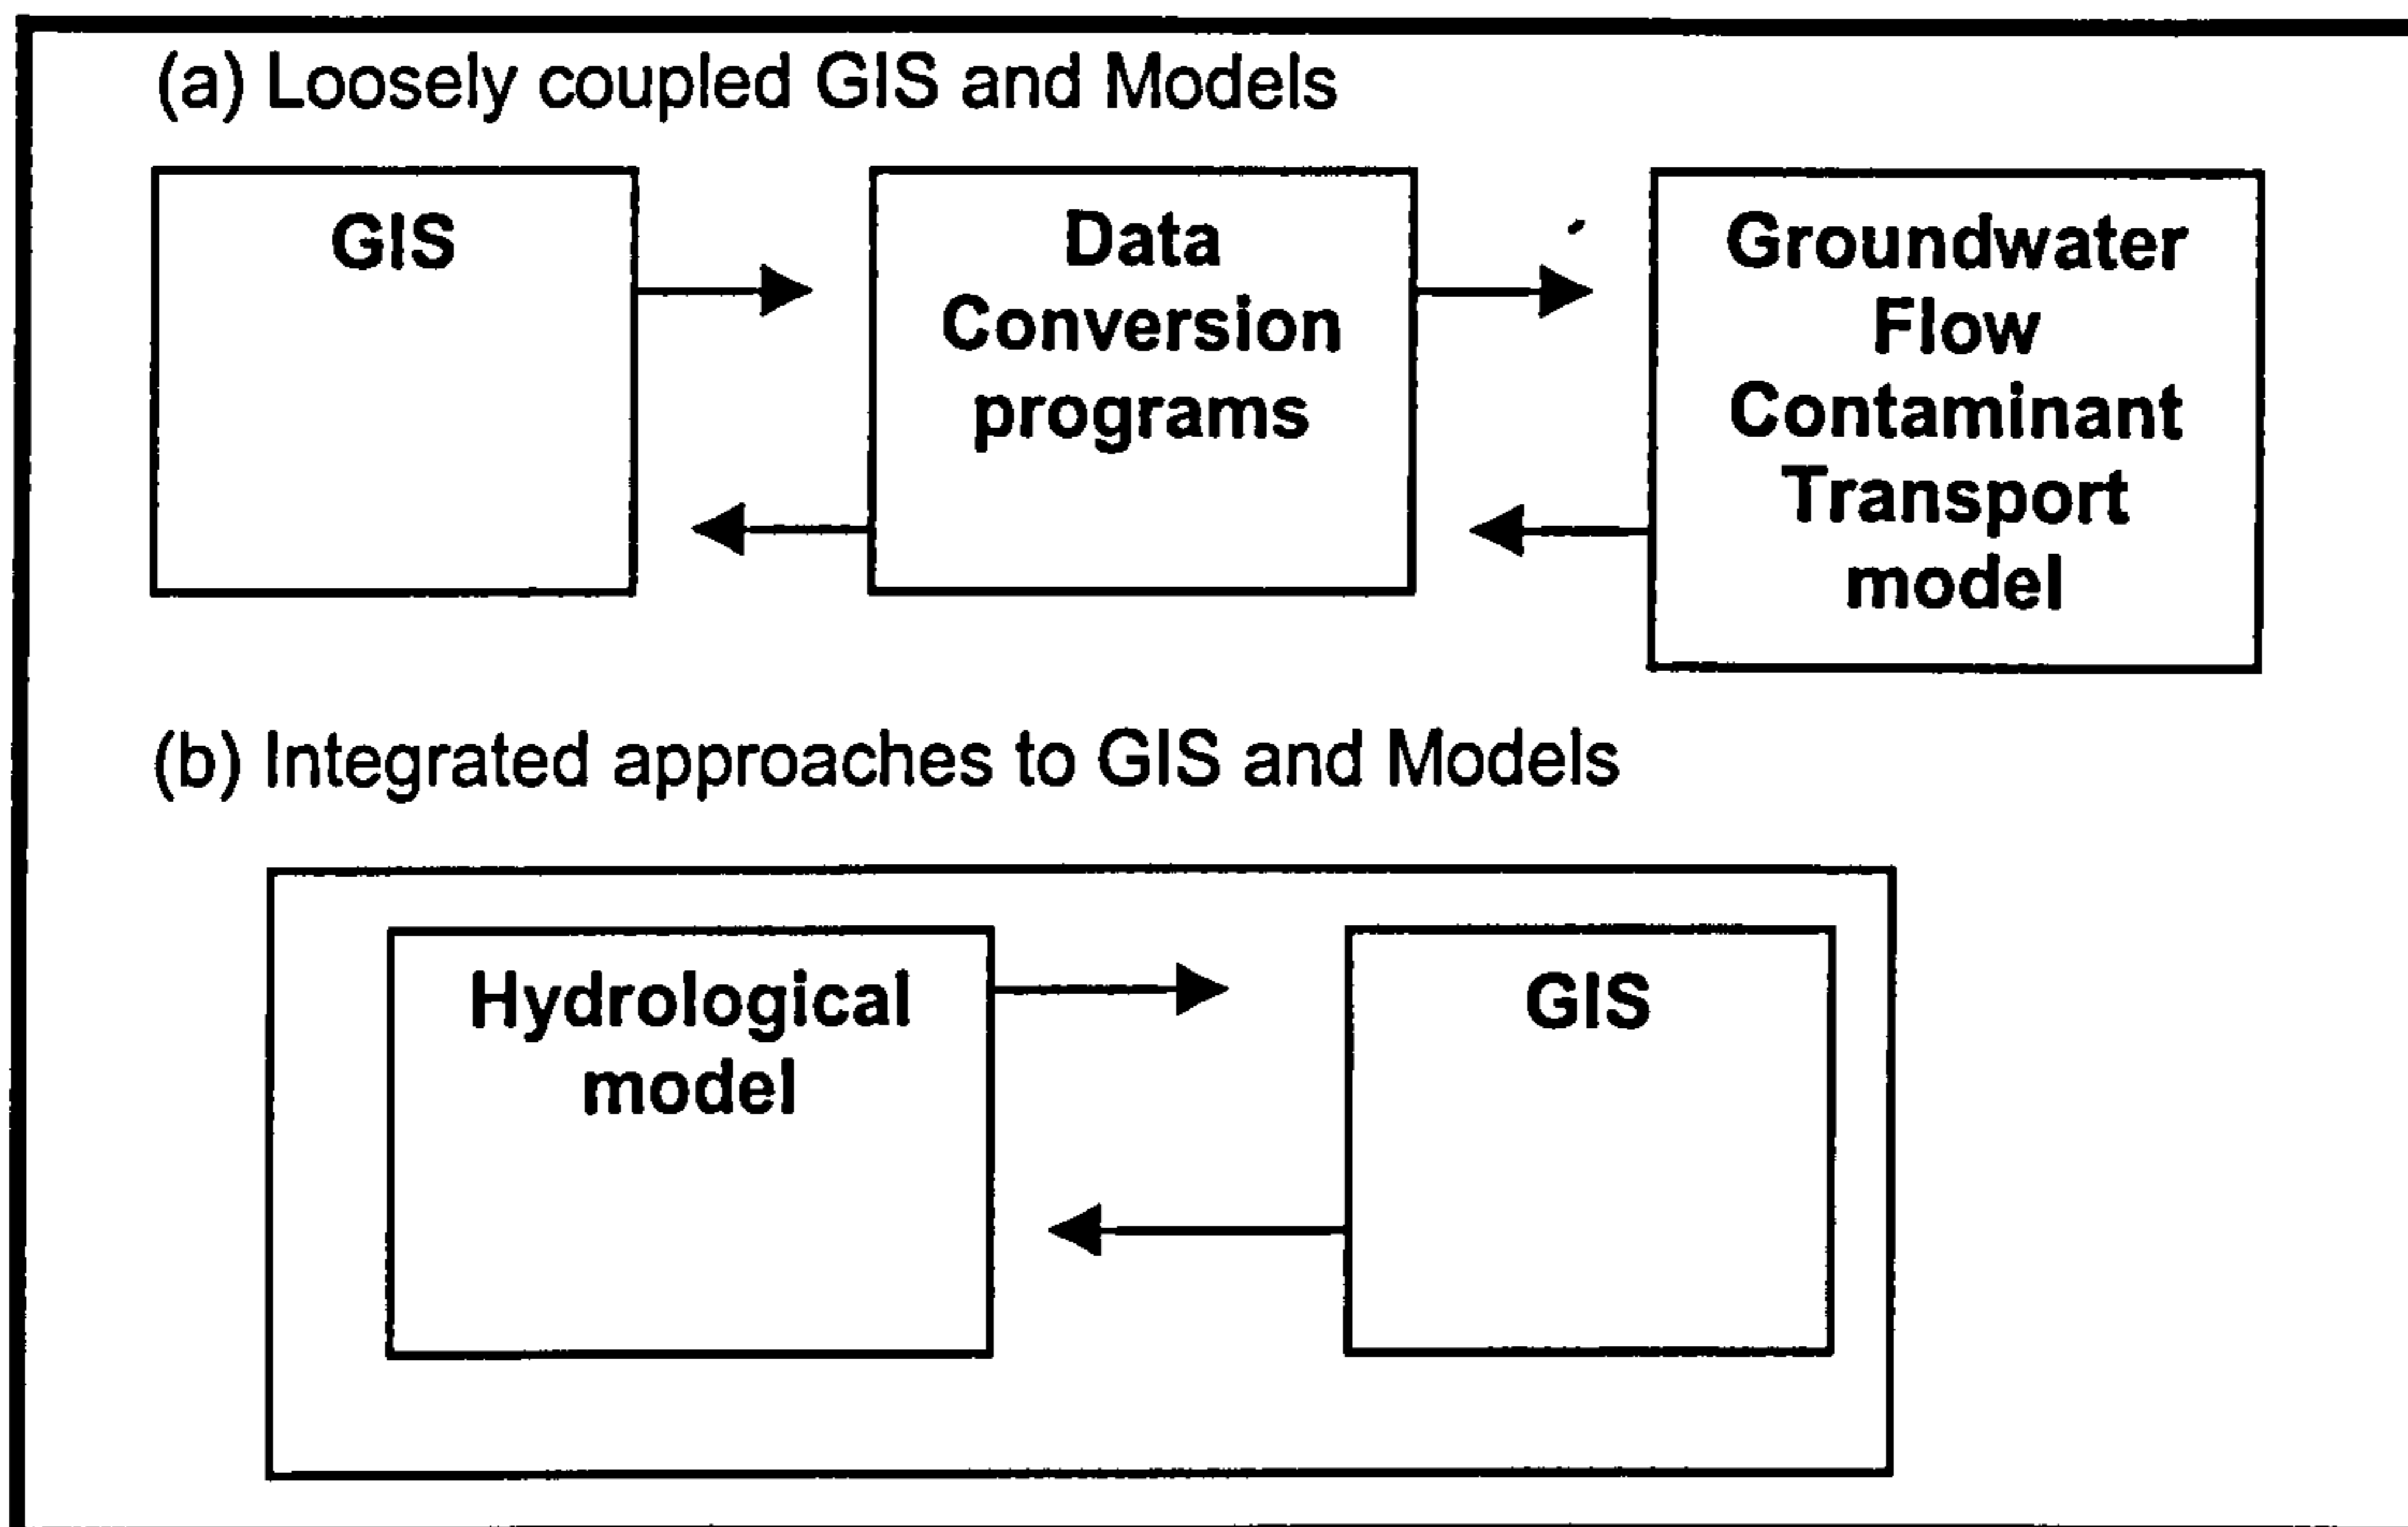 (a) Loosely coupled GIS and Models
GIS
Data
Conversion
programs
Groundwater
Flow
Contaminant
Transport
model
(b) Integrated approaches to GIS and Models
Hydrological
model
GIS